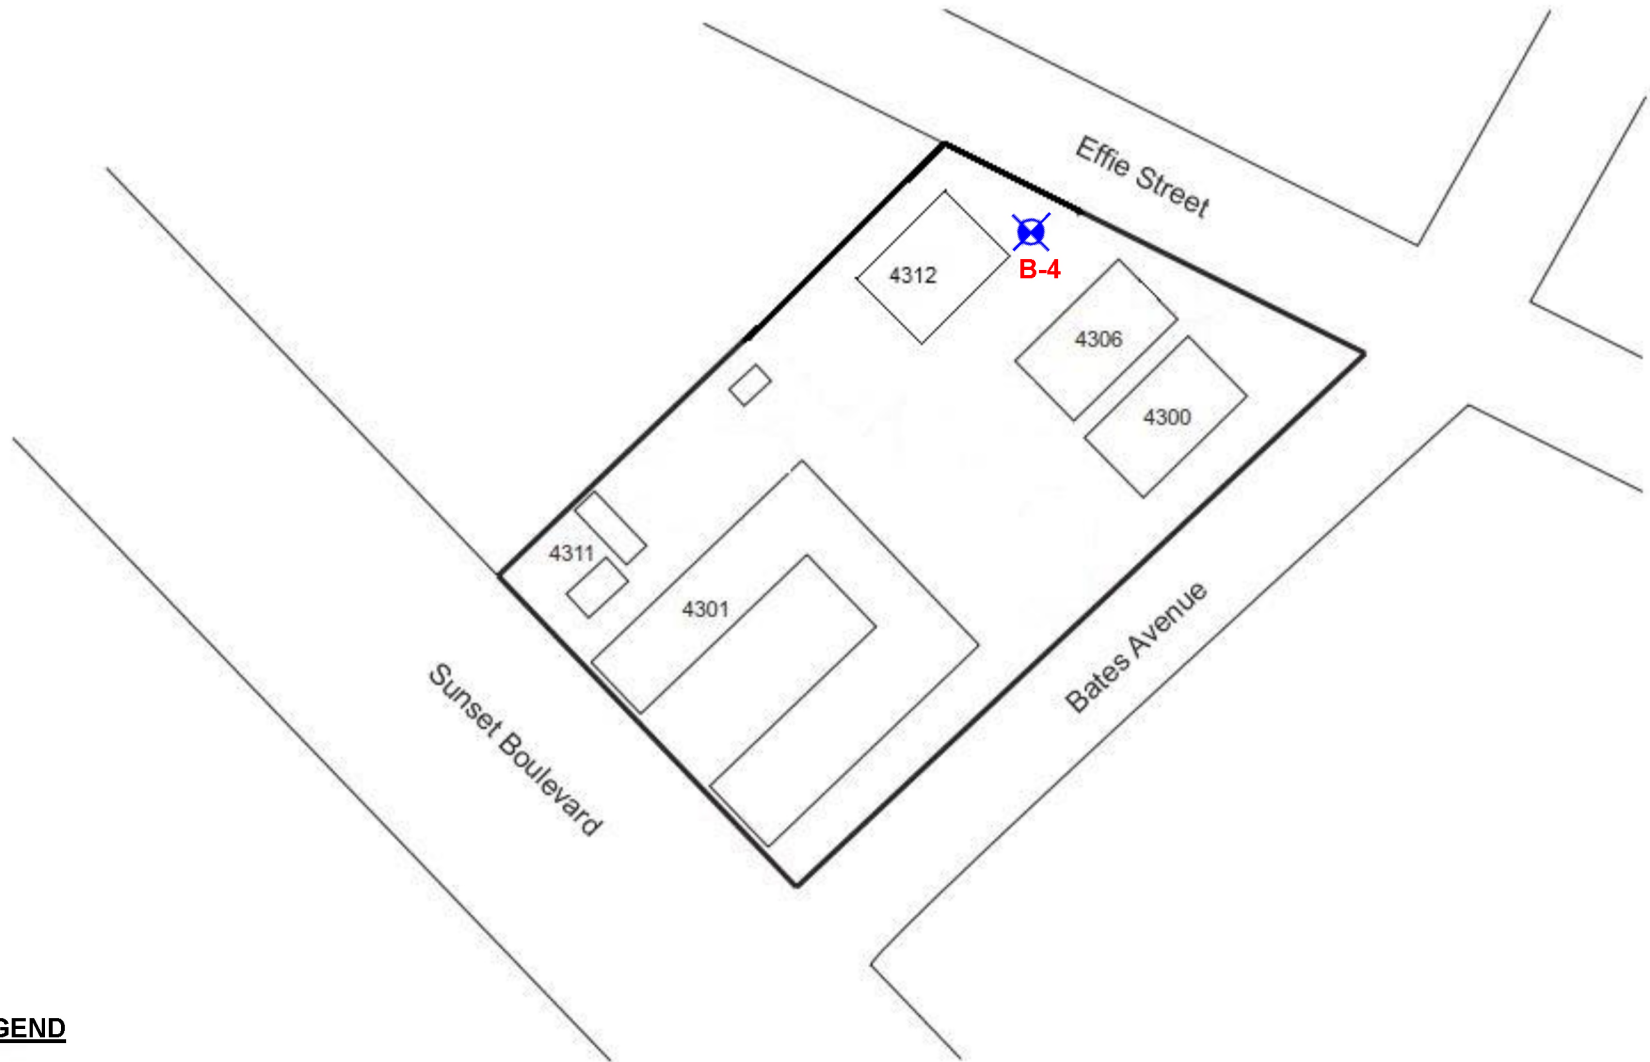 Effie Street
B-4
4312
4306
4300
4311
4301
Bates Avenue
Sunset Boulevard
GEND